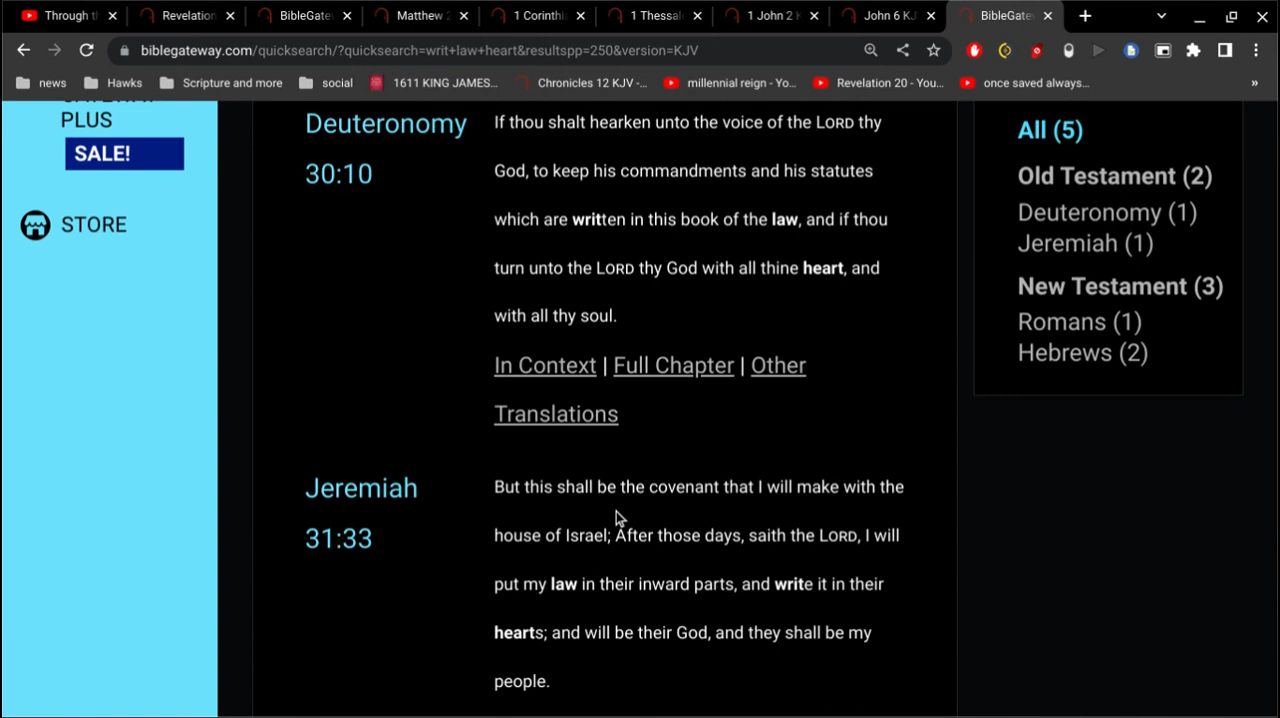 Through t
Revelation
BibleGate
Matthew 2
1 Corinthi
1 Thessal
1 John 2 K
John 6 KJ
BibleGate
biblegateway.com/quicksearch/?quicksearch=writ+law+heart&resultspp=250&version=KJV
news
Hawks
Scripture and more
social
1611 KING JAMES...
Chronicles 12 KJV -...
millennial reign - Yo...
Revelation 20 - You...
once saved always...
»
PLUS
SALE!
STORE
Deuteronomy
30:10
If thou shalt hearken unto the voice of the LORD thy
God, to keep his commandments and his statutes
which are written in this book of the law, and if thou
turn unto the LORD thy God with all thine heart, and
with all thy soul.
In Context | Full Chapter | Other
Translations
Jeremiah
31:33
But this shall be the covenant that I will make with the
house of Israel; After those days, saith the LORD, I will
put my law in their inward parts, and write it in their
hearts; and will be their God, and they shall be my
people.
All (5)
Old Testament (2)
Deuteronomy (1)
Jeremiah (1)
New Testament (3)
Romans (1)
Hebrews (2)